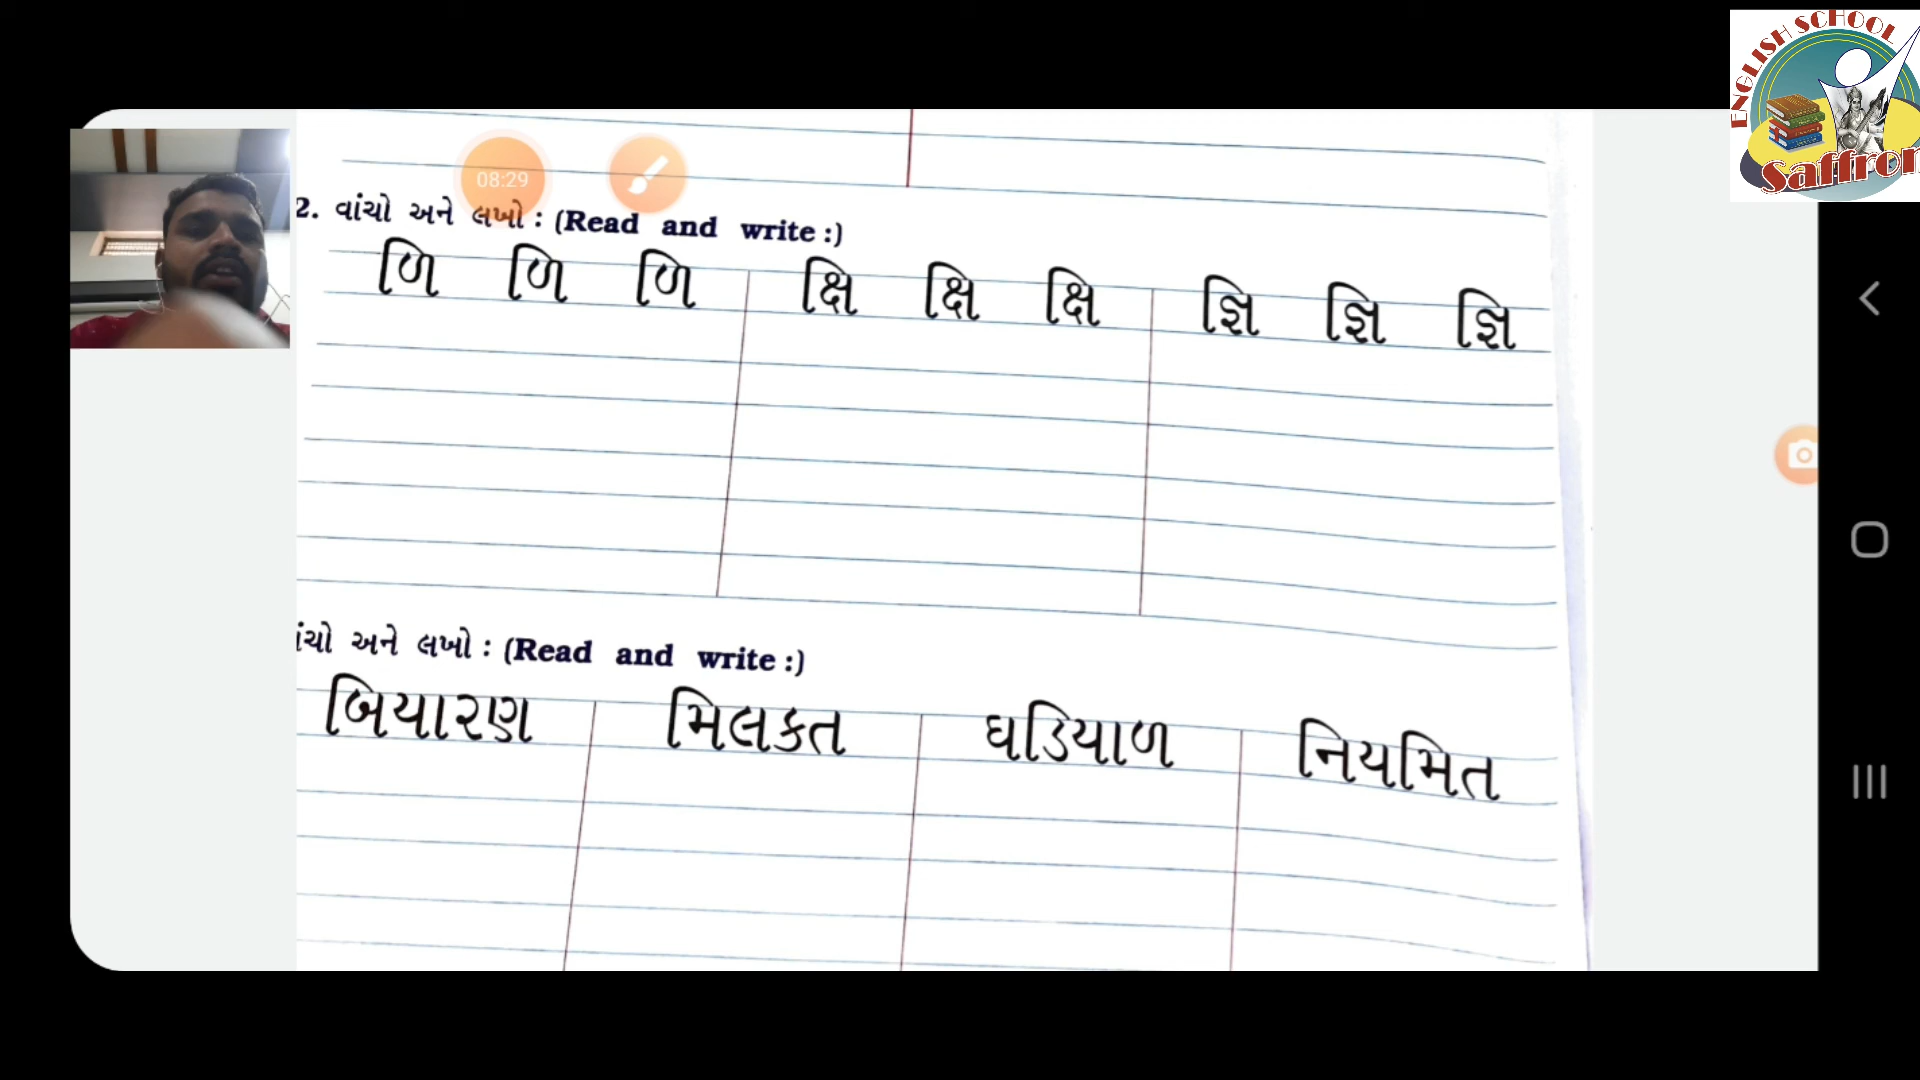 ENGLISH SCHOOL
Saffron
08:29
2. વાંચો અને લખો : (Read and write :)
ળિ ળિ ળિ ક્ષિ ક્ષિ ક્ષિ જ્ઞિ જ્ઞિ જ્ઞિ
અને લખો : (Read and write :)
બિયારણ મિલકત ઘડિયાળ નિયમિત